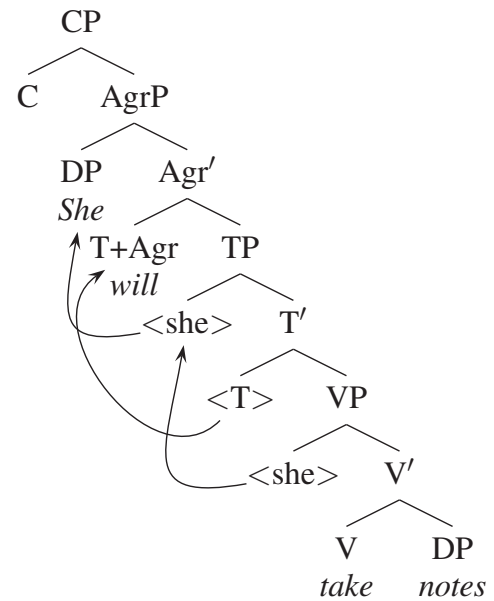 CP
C AgrP
DP Agr′
She
T+Agr TP
will
<she> T′
<T> VP
<she> V′
V DP
take notes